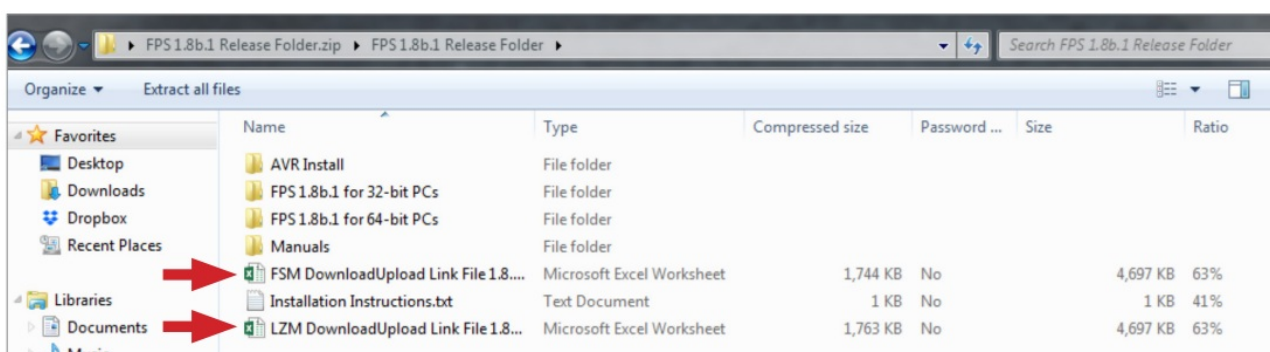 FPS 1.8b.1 Release Folder.zip FPS 1.8b.1 Release Folder Search FPS 1.8b.1 Release Folder
Organize Extract all files
Favorites Name Type Compressed size Password ... Size Ratio
Desktop AVR Install File folder
Downloads FPS 1.8b.1 for 32-bit PCs File folder
Dropbox FPS 1.8b.1 for 64-bit PCs File folder
Recent Places Manuals File folder
FSM DownloadUpload Link File 1.8.... Microsoft Excel Worksheet 1,744 KB No 4,697 KB 63%
Libraries Installation Instructions.txt Text Document 1 KB No 1 KB 41%
Documents LZM DownloadUpload Link File 1.8... Microsoft Excel Worksheet 1,763 KB No 4,697 KB 63%